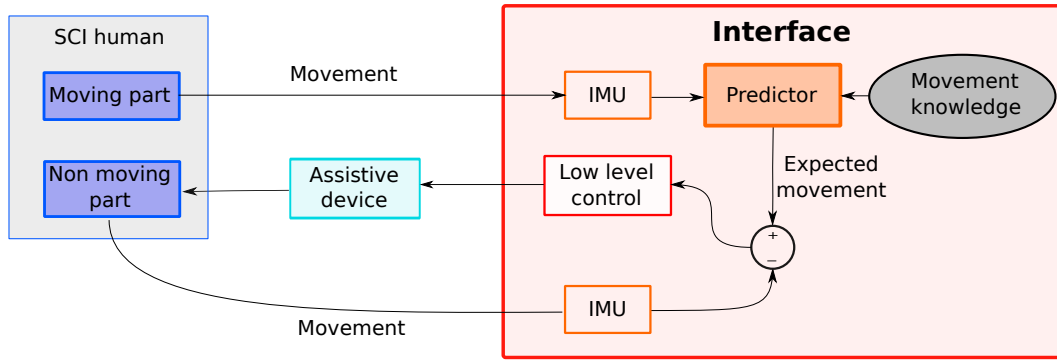 SCI human
Interface
Moving part
Movement
IMU
Predictor
Movement
knowledge
Non moving
part
Assistive
device
Low level
control
Expected
movement
+
−
IMU
Movement